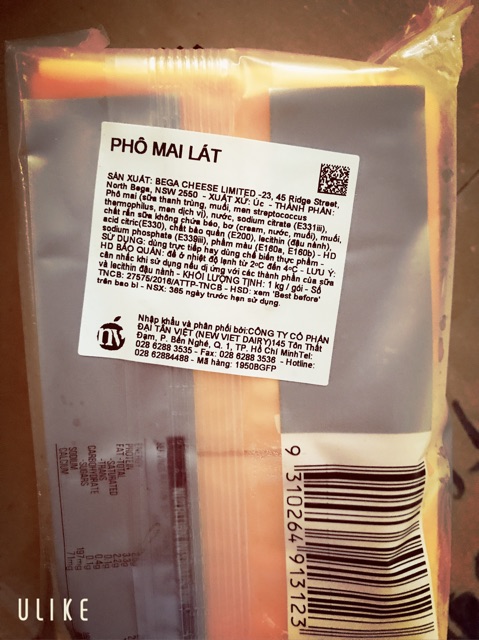 PHÔ MAI LÁT
SẢN XUẤT: BEGA CHEESE LIMITED -23, 45 Ridge Street,
North Bega, NSW 2550 - XUẤT XỨ: Úc - THÀNH PHẦN:
Phô mai (sữa thanh trùng, muối, men streptococcus
thermophilus, men dịch vị), nước, sodium citrate (E331iii),
chất rắn sữa không chứa béo, bơ (cream, nước, muối), muối,
acid citric(E330), chất bảo quản (E200), lecithin (đậu nành),
sodium phosphate (E339iii), phẩm màu (E160a, E160b) - HD
SỬ DỤNG: dùng trực tiếp hay dùng chế biến thực phẩm -
HD BẢO QUẢN: để ở nhiệt độ lạnh từ 2ºC đến 4ºC - LƯU Ý:
cân nhắc khi sử dụng nếu dị ứng với các thành phần của sữa
và lecithin đậu nành - KHỐI LƯỢNG TỊNH: 1 kg / gói - Số
TNCB: 27575/2016/ATTP-TNCB - HSD: xem 'Best before'
trên bao bì - NSX: 365 ngày trước hạn sử dụng.
Nhập khẩu và phân phối bởi:CÔNG TY CỔ PHẦN
ĐẠI TÂN VIỆT (NEW VIET DAIRY)145 Tôn Thất
Đạm, P. Bến Nghé, Q. 1, TP. Hồ Chí MinhTel:
028 6288 3535 - Fax: 028 6288 3536 - Hotline:
028 62884488 - Mã hàng: 1950BGFP
PROTEIN
FAT -TOTAL
-SATURATED
-TRANS
CARBOHYDRATE
-SUGARS
SODIUM
CALCIUM
9 310264 913123
ULIKE